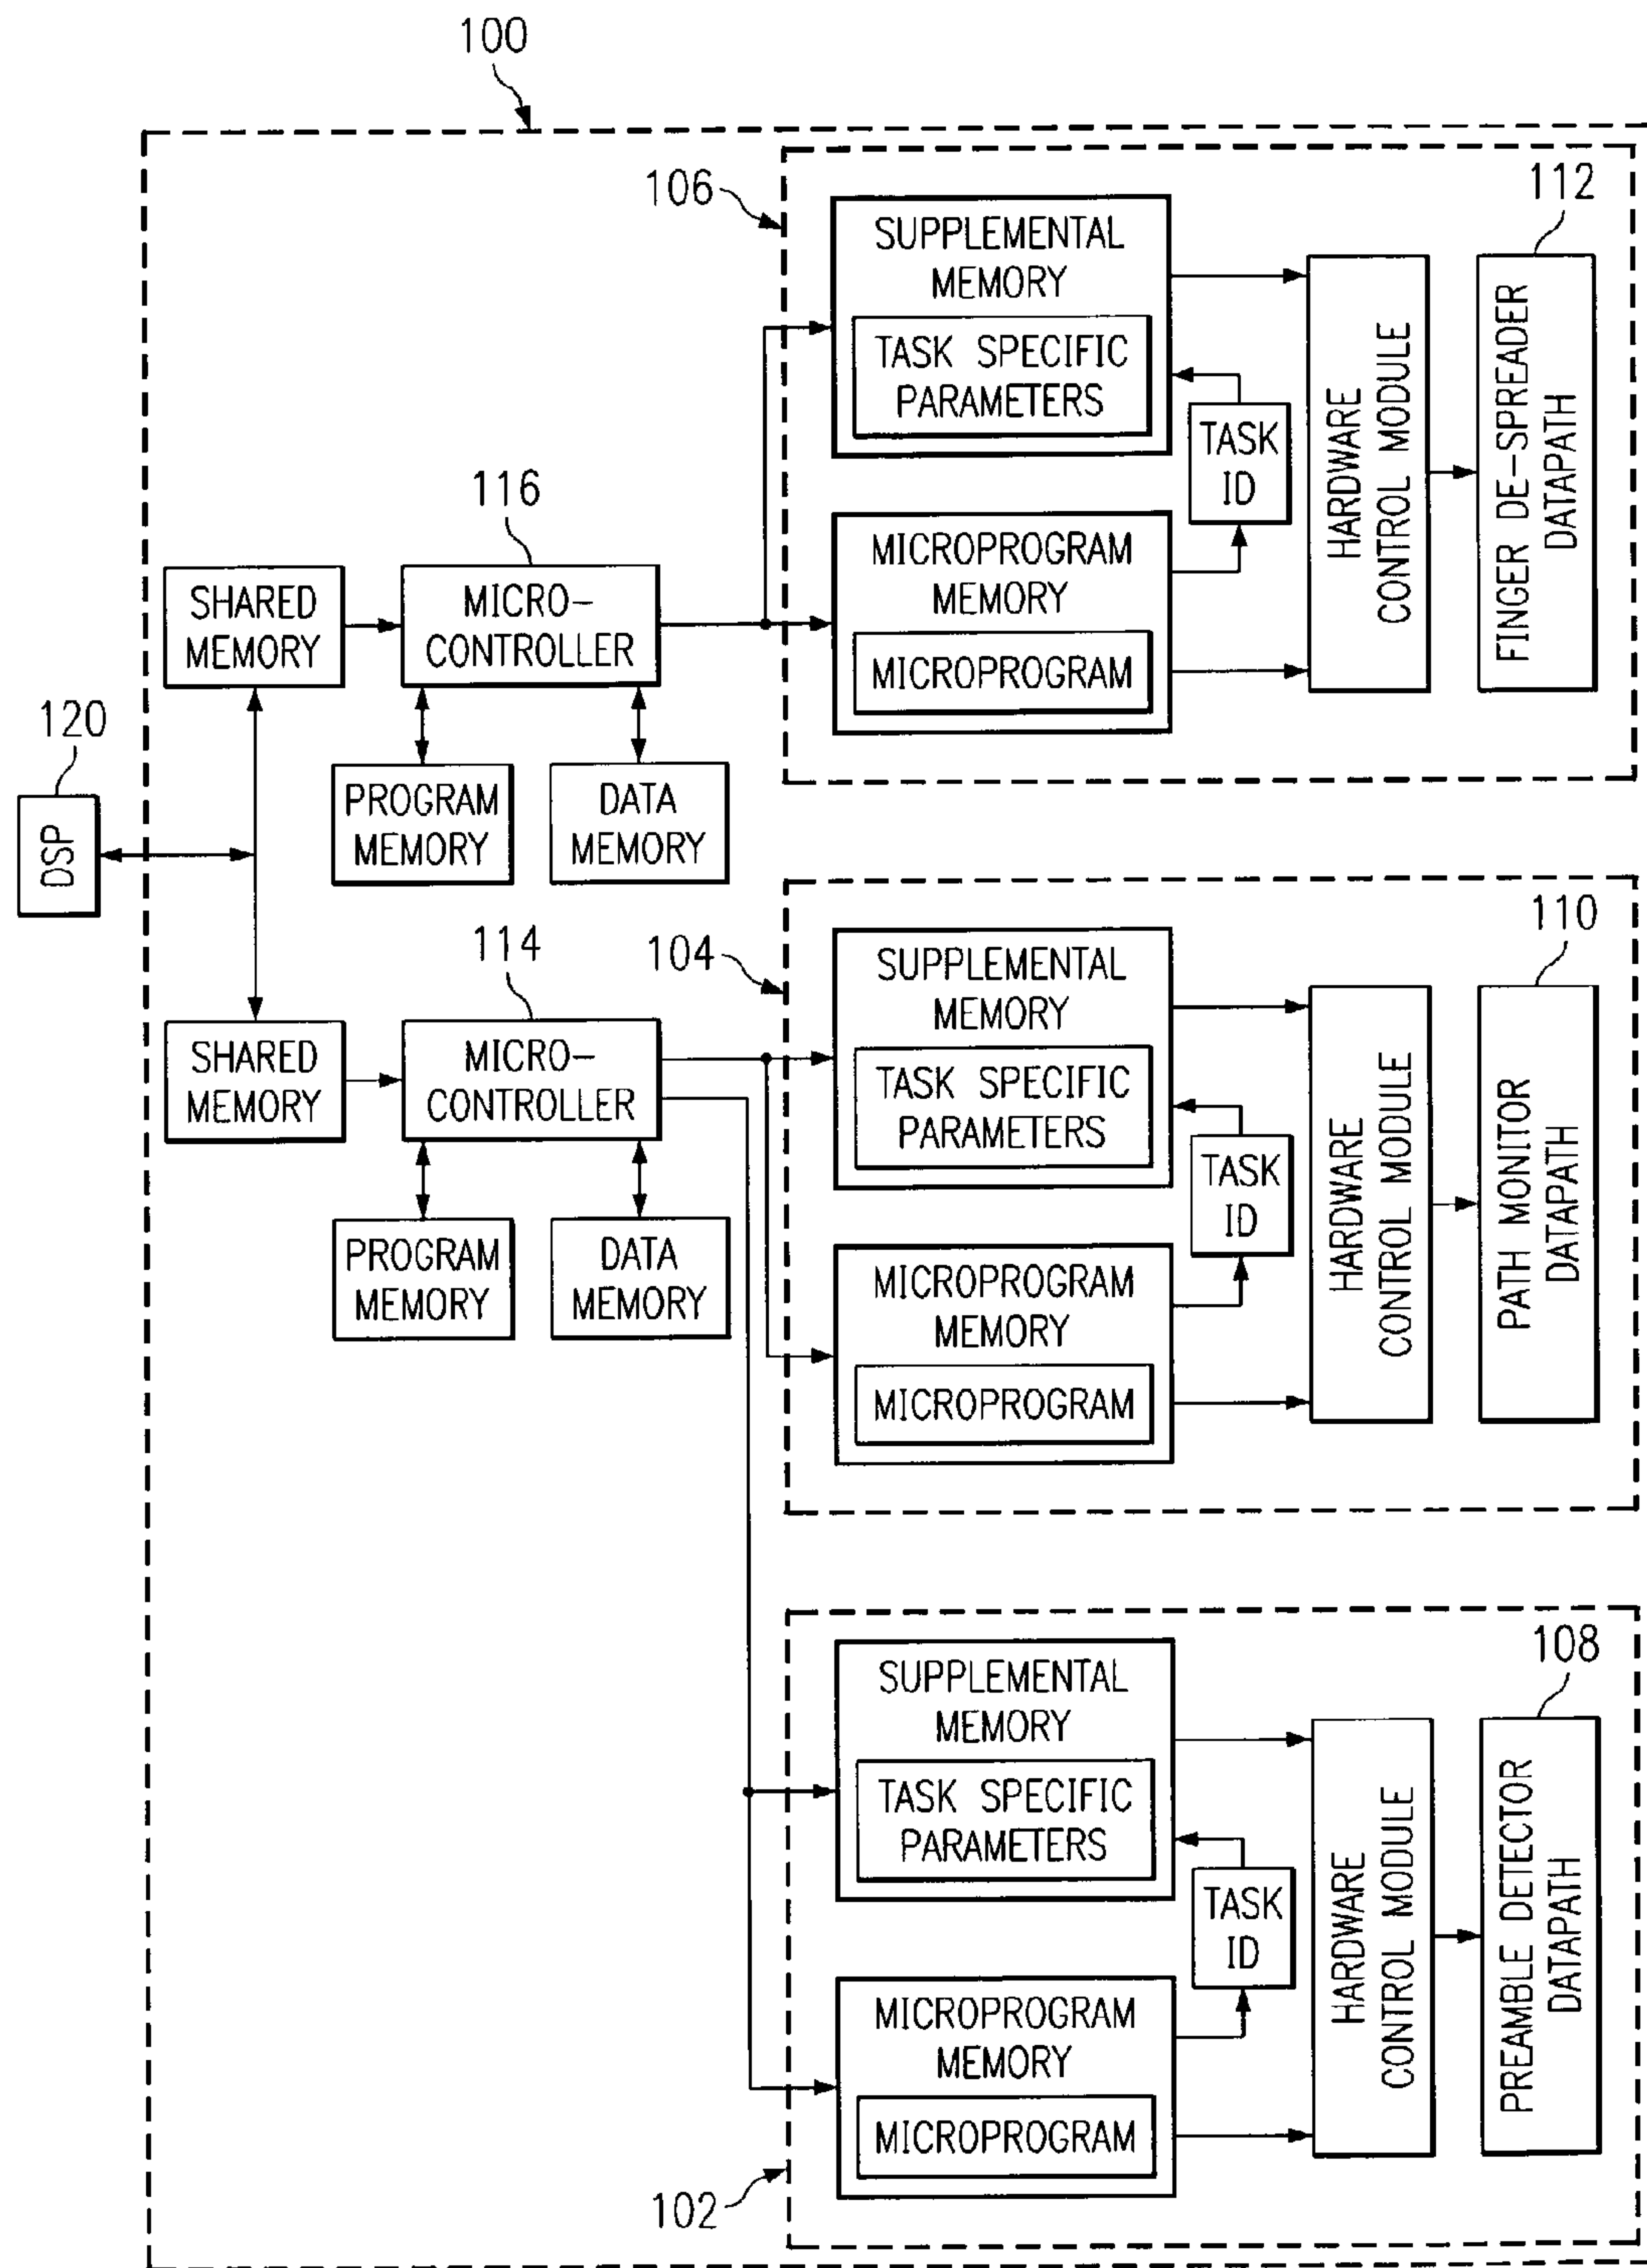 100
106
112
SUPPLEMENTAL
MEMORY
TASK SPECIFIC
PARAMETERS
TASK
ID
MICROPROGRAM
MEMORY
MICROPROGRAM
HARDWARE
CONTROL MODULE
FINGER DE-SPREADER
DATAPATH
116
SHARED
MEMORY
MICRO-
CONTROLLER
PROGRAM
MEMORY
DATA
MEMORY
120
DSP
114
SHARED
MEMORY
MICRO-
CONTROLLER
PROGRAM
MEMORY
DATA
MEMORY
104
110
SUPPLEMENTAL
MEMORY
TASK SPECIFIC
PARAMETERS
TASK
ID
MICROPROGRAM
MEMORY
MICROPROGRAM
HARDWARE
CONTROL MODULE
PATH MONITOR
DATAPATH
108
SUPPLEMENTAL
MEMORY
TASK SPECIFIC
PARAMETERS
TASK
ID
MICROPROGRAM
MEMORY
MICROPROGRAM
HARDWARE
CONTROL MODULE
PREAMBLE DETECTOR
DATAPATH
102